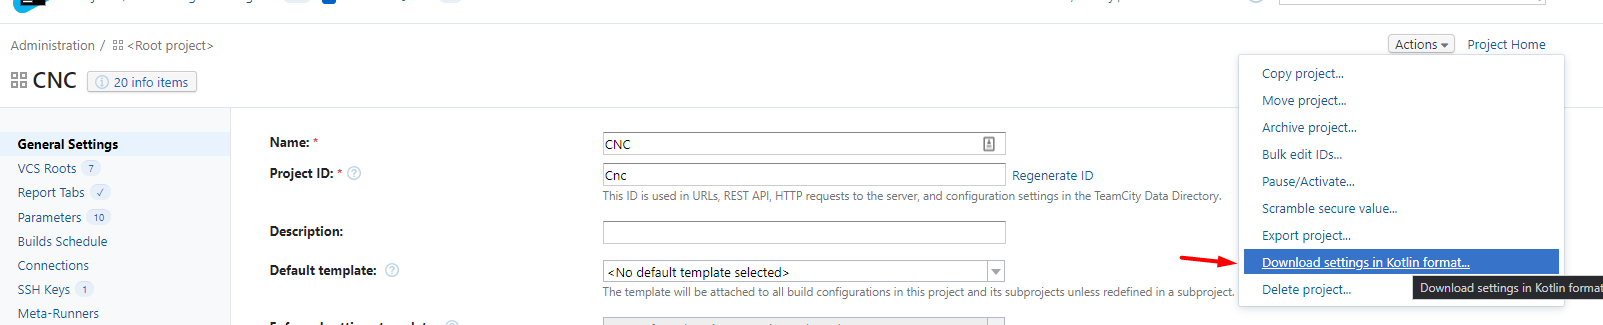 Administration / <Root project>
Actions Project Home
CNC 20 info items
General Settings
VCS Roots 7
Report Tabs ✓
Parameters 10
Builds Schedule
Connections
SSH Keys 1
Meta-Runners
Name: * CNC
Project ID: * Cnc Regenerate ID
This ID is used in URLs, REST API, HTTP requests to the server, and configuration settings in the TeamCity Data Directory.
Description:
Default template: <No default template selected>
The template will be attached to all build configurations in this project and its subprojects unless redefined in a subproject.
Copy project...
Move project...
Archive project...
Bulk edit IDs...
Pause/Activate...
Scramble secure value...
Export project...
Download settings in Kotlin format...
Delete project...
Download settings in Kotlin format